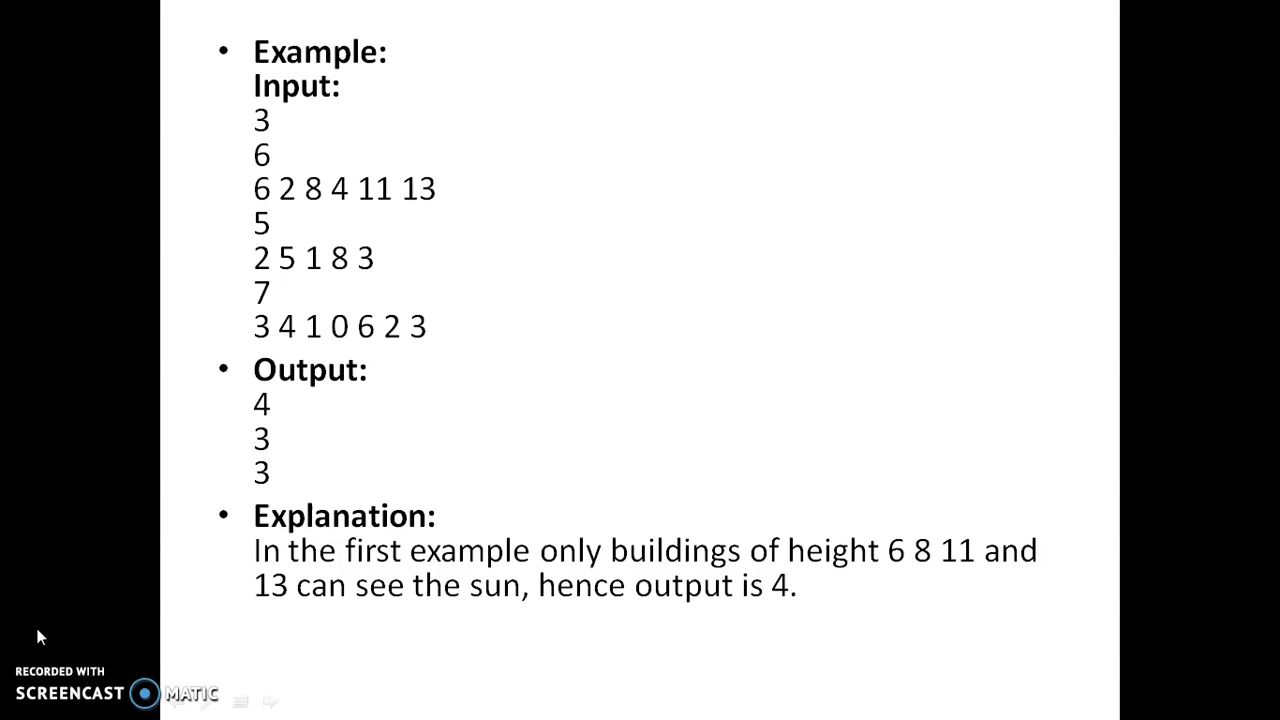 • Example:
Input:
3
6
6 2 8 4 11 13
5
2 5 1 8 3
7
3 4 1 0 6 2 3
• Output:
4
3
3
• Explanation:
In the first example only buildings of height 6 8 11 and
13 can see the sun, hence output is 4.
RECORDED WITH
SCREENCAST MATIC